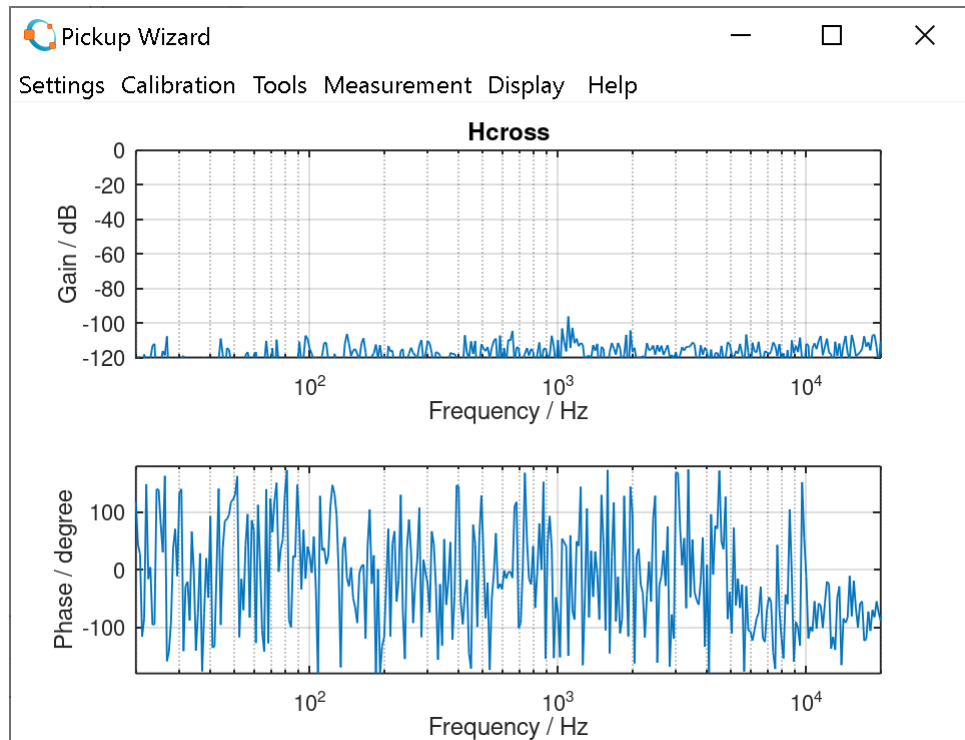 Pickup Wizard
Settings Calibration Tools Measurement Display Help
Hcross
Gain / dB
0
-20
-40
-60
-80
-100
-120
10² 10³ 10⁴
Frequency / Hz
Phase / degree
100
0
-100
10² 10³ 10⁴
Frequency / Hz